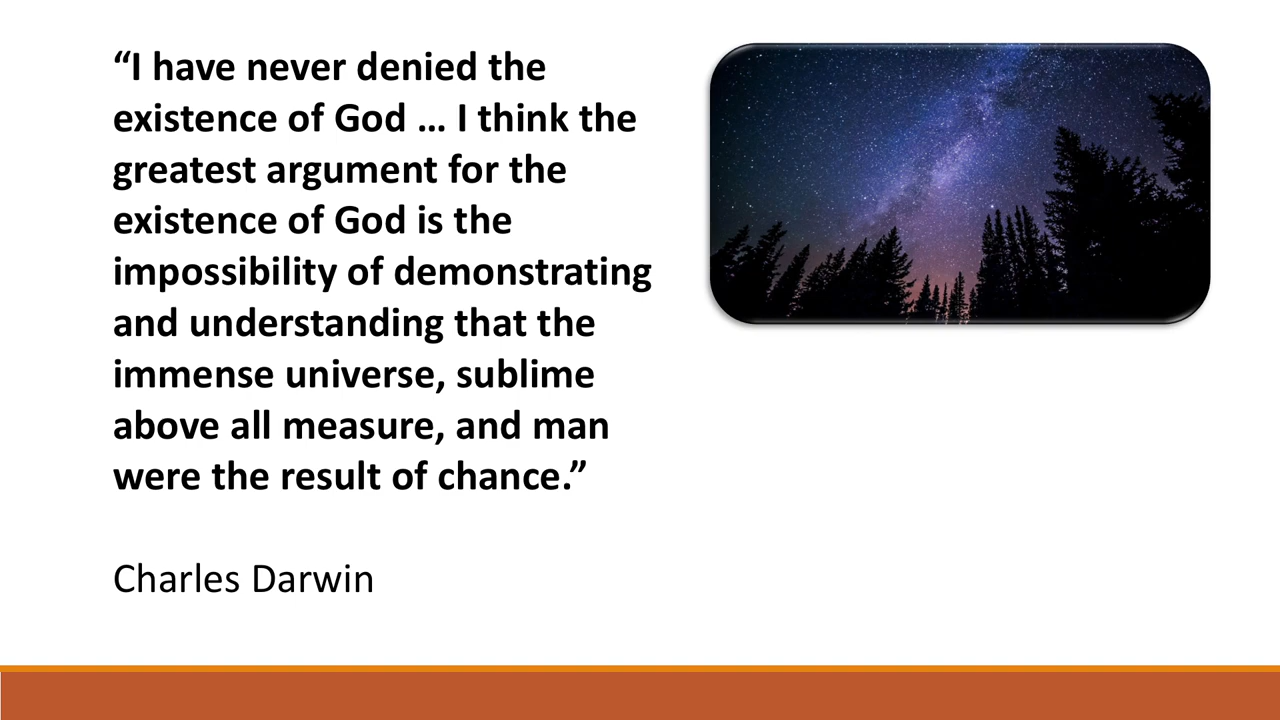 “I have never denied the
existence of God … I think the
greatest argument for the
existence of God is the
impossibility of demonstrating
and understanding that the
immense universe, sublime
above all measure, and man
were the result of chance.”
Charles Darwin